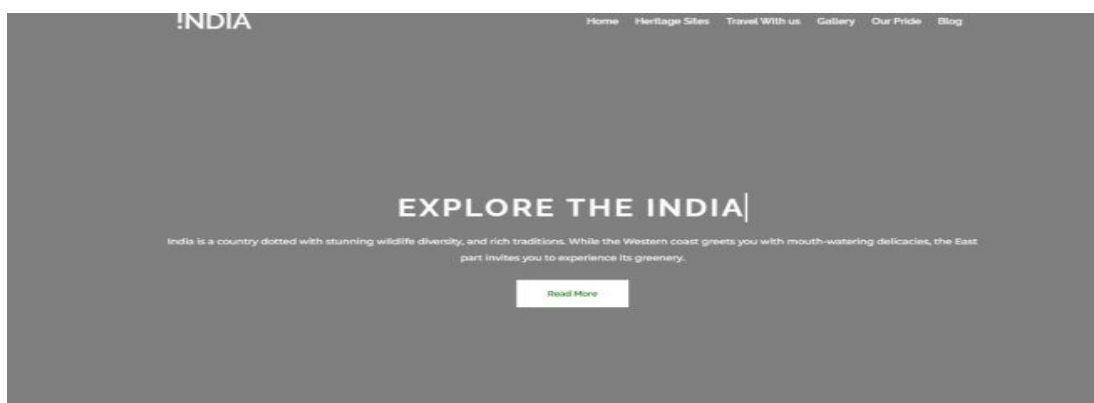 !NDIA
Home Heritage Sites Travel With us Gallery Our Pride Blog
EXPLORE THE INDIA
India is a country dotted with stunning wildlife diversity, and rich traditions. While the Western coast greets you with mouth-watering delicacies, the East
part invites you to experience its greenery.
Read More